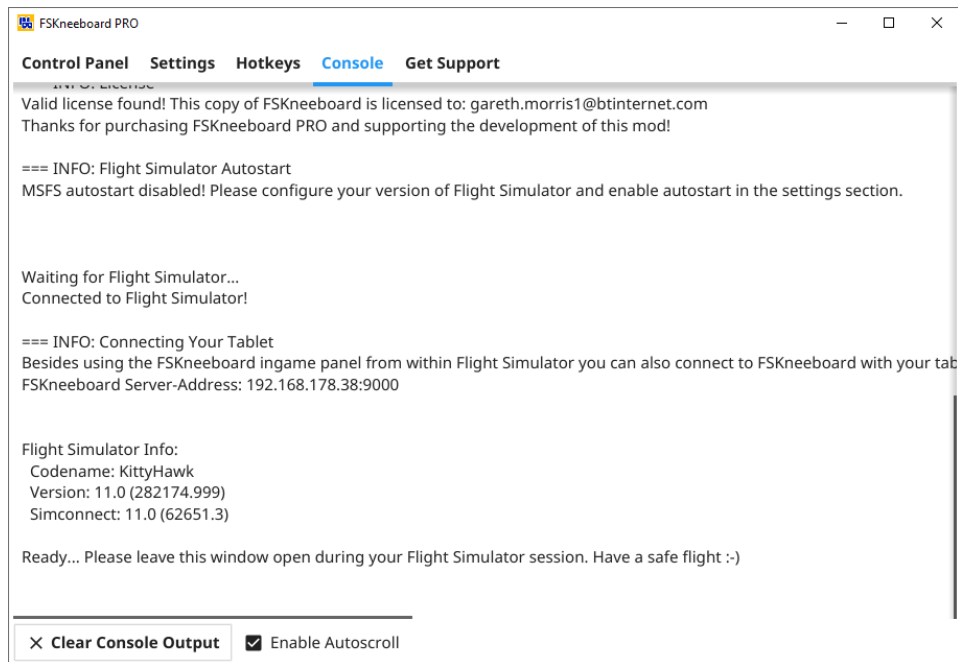 FSKneeboard PRO
Control Panel Settings Hotkeys Console Get Support
INFO: License
Valid license found! This copy of FSKneeboard is licensed to: gareth.morris1@btinternet.com
Thanks for purchasing FSKneeboard PRO and supporting the development of this mod!
=== INFO: Flight Simulator Autostart
MSFS autostart disabled! Please configure your version of Flight Simulator and enable autostart in the settings section.
Waiting for Flight Simulator...
Connected to Flight Simulator!
=== INFO: Connecting Your Tablet
Besides using the FSKneeboard ingame panel from within Flight Simulator you can also connect to FSKneeboard with your tab
FSKneeboard Server-Address: 192.168.178.38:9000
Flight Simulator Info:
Codename: KittyHawk
Version: 11.0 (282174.999)
Simconnect: 11.0 (62651.3)
Ready... Please leave this window open during your Flight Simulator session. Have a safe flight :-)
Clear Console Output Enable Autoscroll